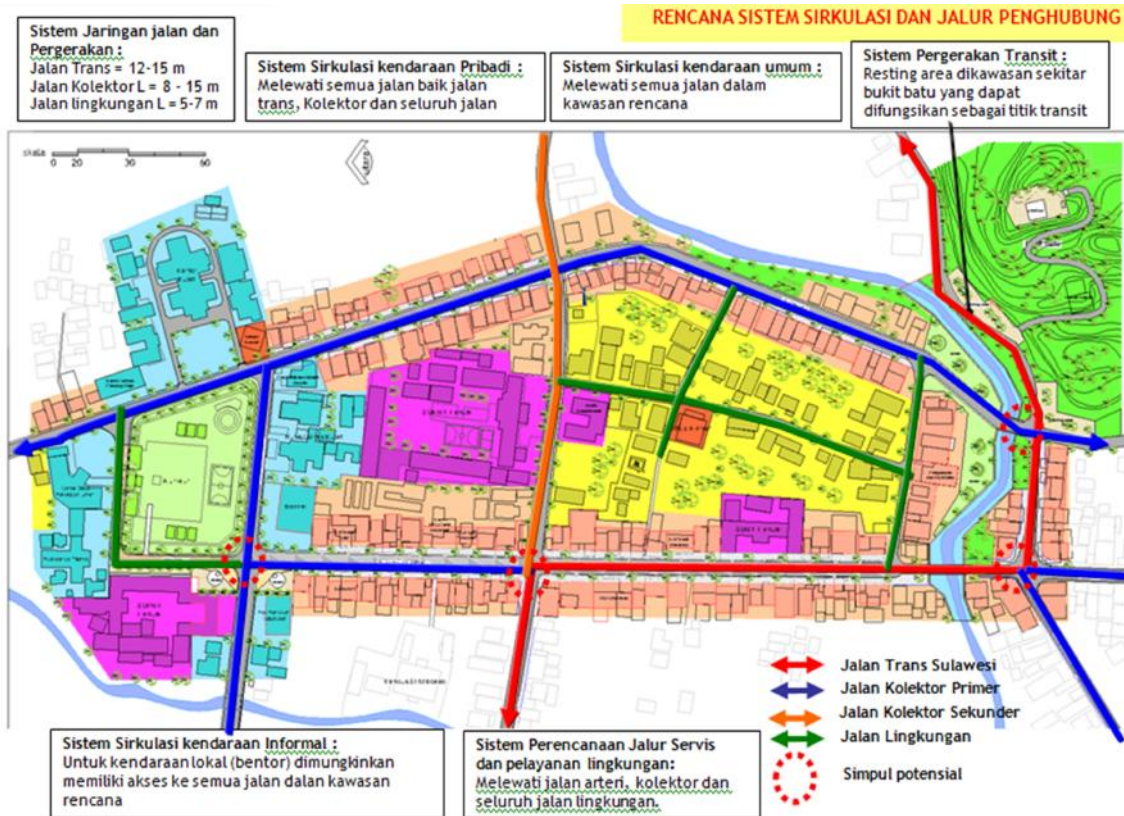 RENCANA SISTEM SIRKULASI DAN JALUR PENGHUBUNG
Sistem Jaringan jalan dan
Pergerakan :
Jalan Trans = 12-15 m
Jalan Kolektor L = 8 - 15 m
Jalan lingkungan L = 5-7 m
Sistem Sirkulasi kendaraan Pribadi :
Melewati semua jalan baik jalan
trans, Kolektor dan seluruh jalan
Sistem Sirkulasi kendaraan umum :
Melewati semua jalan dalam
kawasan rencana
Sistem Pergerakan Transit :
Resting area dikawasan sekitar
bukit batu yang dapat
difungsikan sebagai titik transit
skala
0 20 30 60
utara
Jalan Trans Sulawesi
Jalan Kolektor Primer
Jalan Kolektor Sekunder
Jalan Lingkungan
Simpul potensial
Sistem Sirkulasi kendaraan Informal :
Untuk kendaraan lokal (bentor) dimungkinkan
memiliki akses ke semua jalan dalan kawasan
rencana
Sistem Perencanaan Jalur Servis
dan pelayanan lingkungan:
Melewati jalan arteri, kolektor dan
seluruh jalan lingkungan.